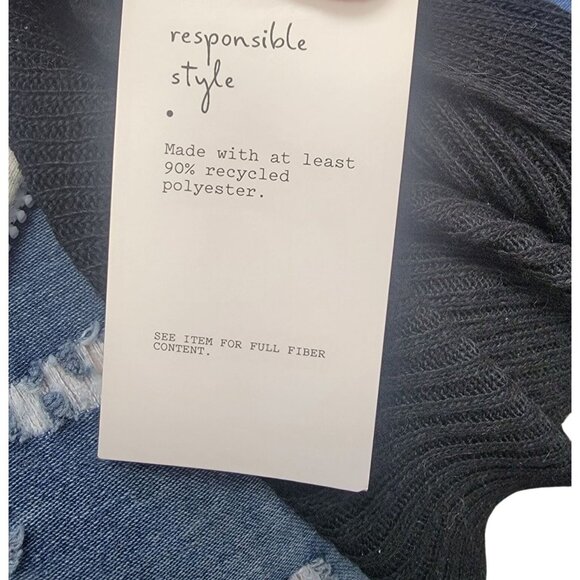 responsible
style
.
Made with at least
90% recycled
polyester.
SEE ITEM FOR FULL FIBER
CONTENT.